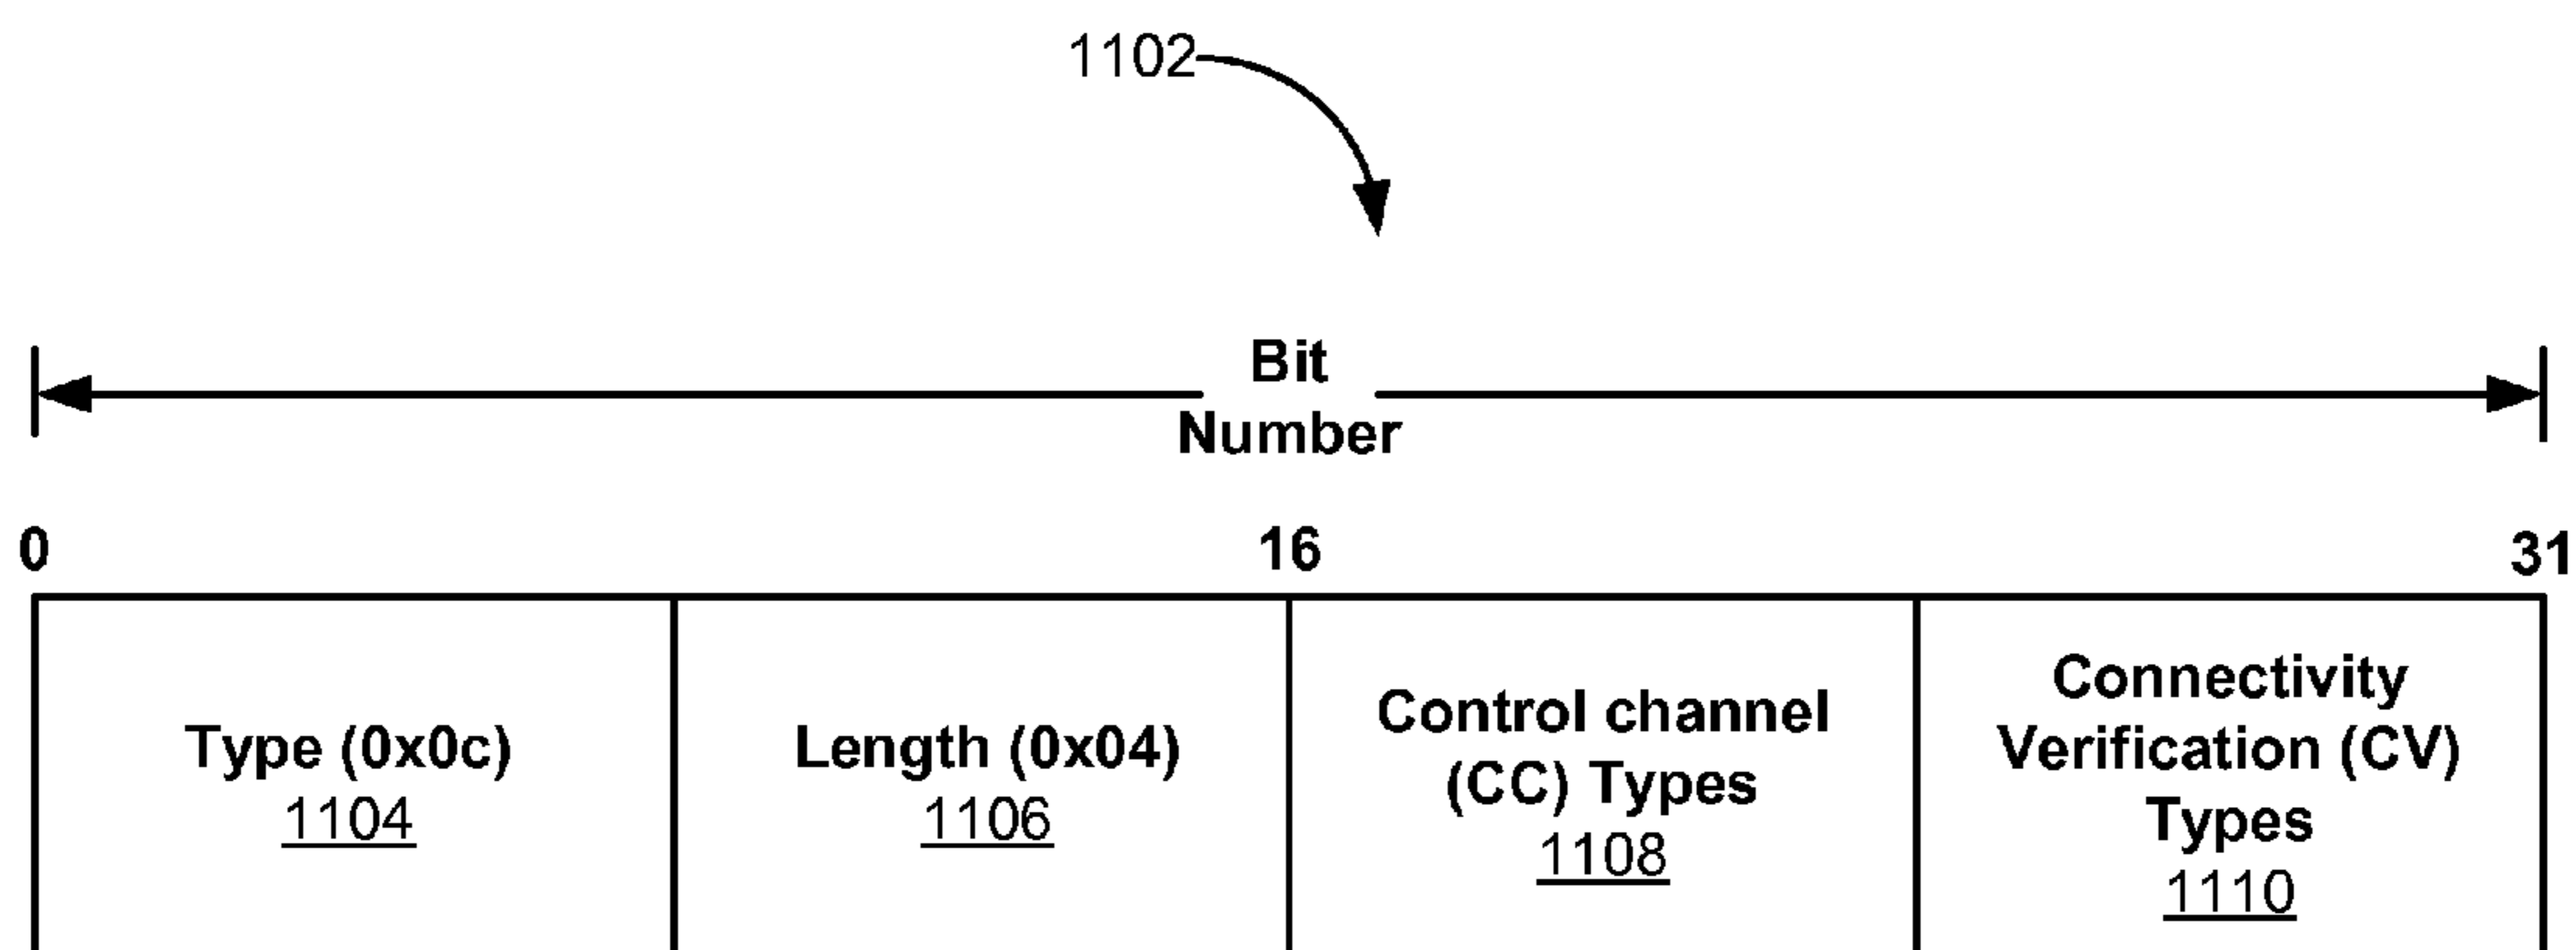 1102
Bit
Number
0 16 31
Type (0x0c)
1104
Length (0x04)
1106
Control channel
(CC) Types
1108
Connectivity
Verification (CV)
Types
1110